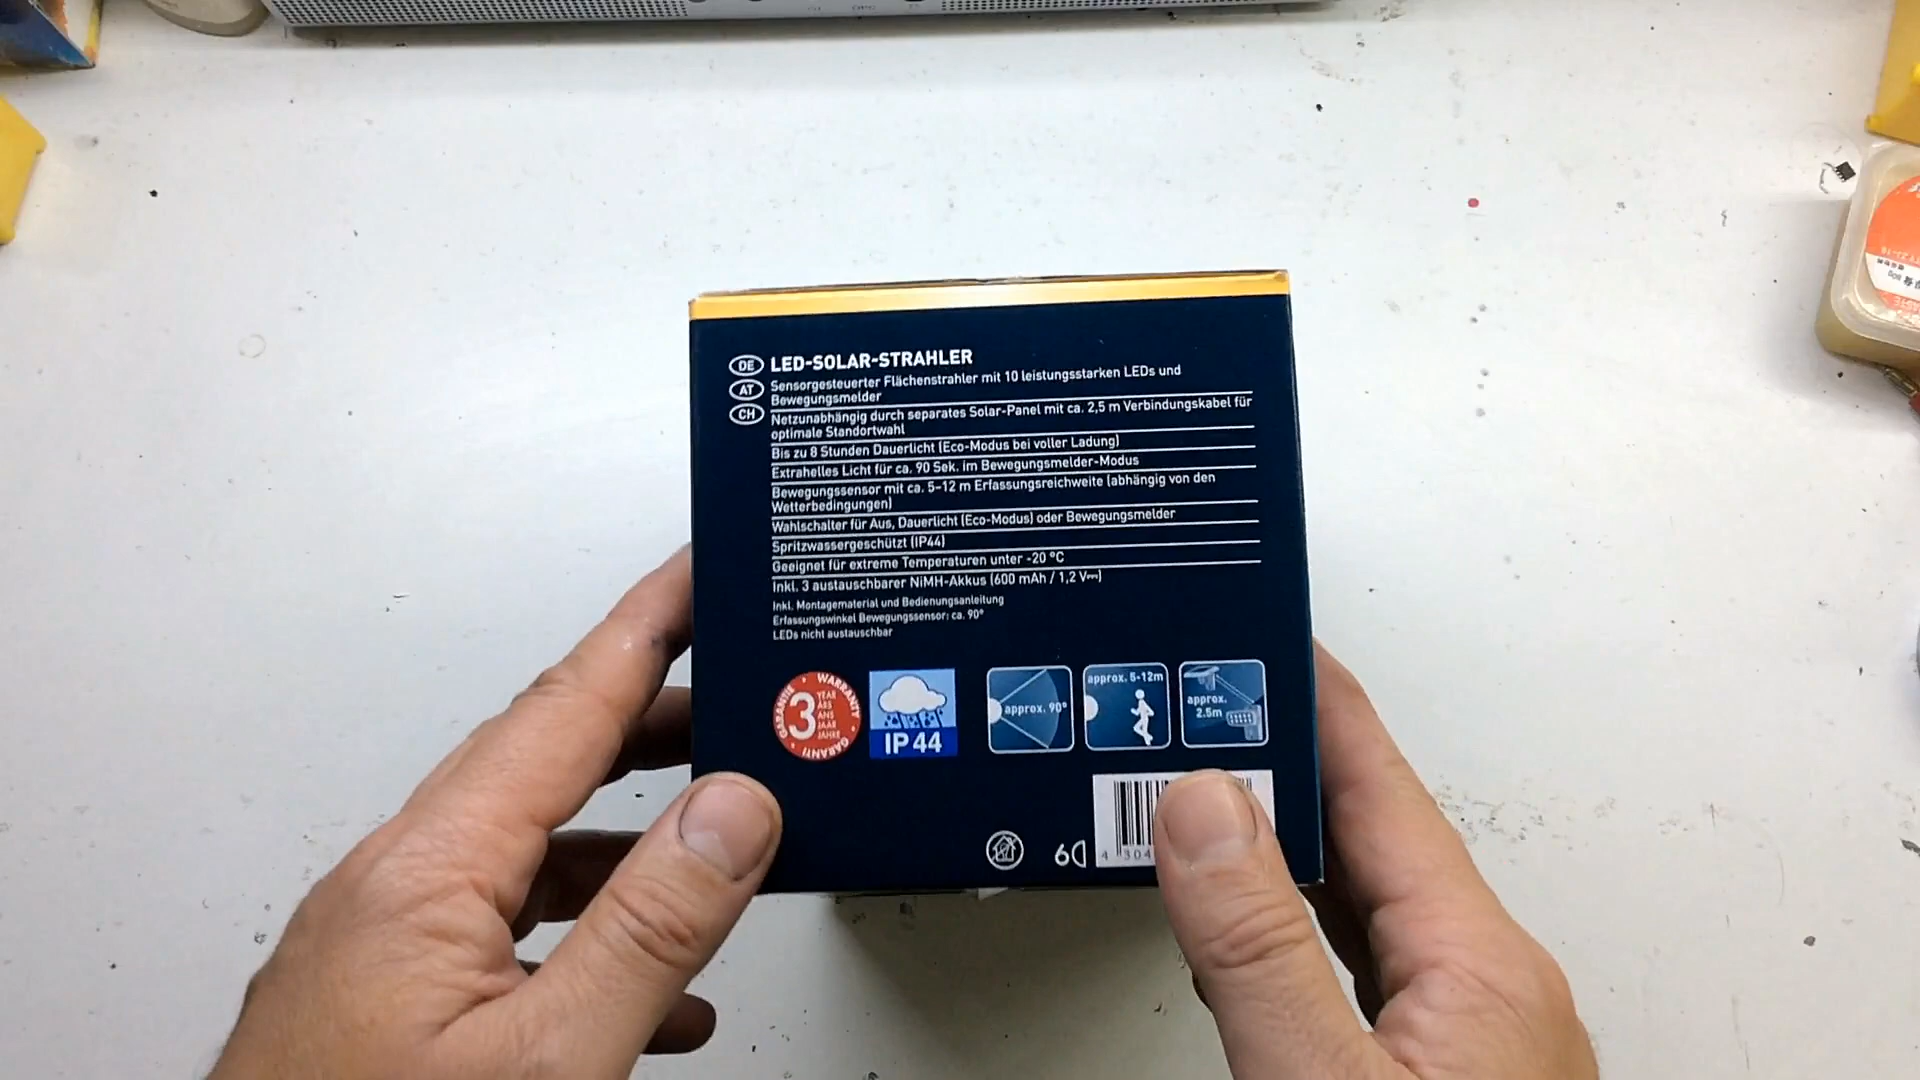 DE LED-SOLAR-STRAHLER
AT Sensorgesteuerter Flächenstrahler mit 10 leistungsstarken LEDs und
Bewegungsmelder
CH Netzunabhängig durch separates Solar-Panel mit ca. 2,5 m Verbindungskabel für
optimale Standortwahl
Bis zu 8 Stunden Dauerlicht (Eco-Modus bei voller Ladung)
Extrahelles Licht für ca. 90 Sek. im Bewegungsmelder-Modus
Bewegungssensor mit ca. 5-12 m Erfassungsreichweite (abhängig von den
Wetterbedingungen)
Wahlschalter für Aus, Dauerlicht (Eco-Modus) oder Bewegungsmelder
Spritzwassergeschützt (IP44)
Geeignet für extreme Temperaturen unter -20 °C
Inkl. 3 austauschbarer NiMH-Akkus (600 mAh / 1,2 V⎓)
Inkl. Montagematerial und Bedienungsanleitung
Erfassungswinkel Bewegungssensor: ca. 90°
LEDs nicht austauschbar
GARANTIE • WARRANTY • GARANTI
3
YEAR
ÅRS
ANS
JAAR
JAHRE
IP44
approx. 90°
approx. 5-12m
approx.
2.5m
6
4 304